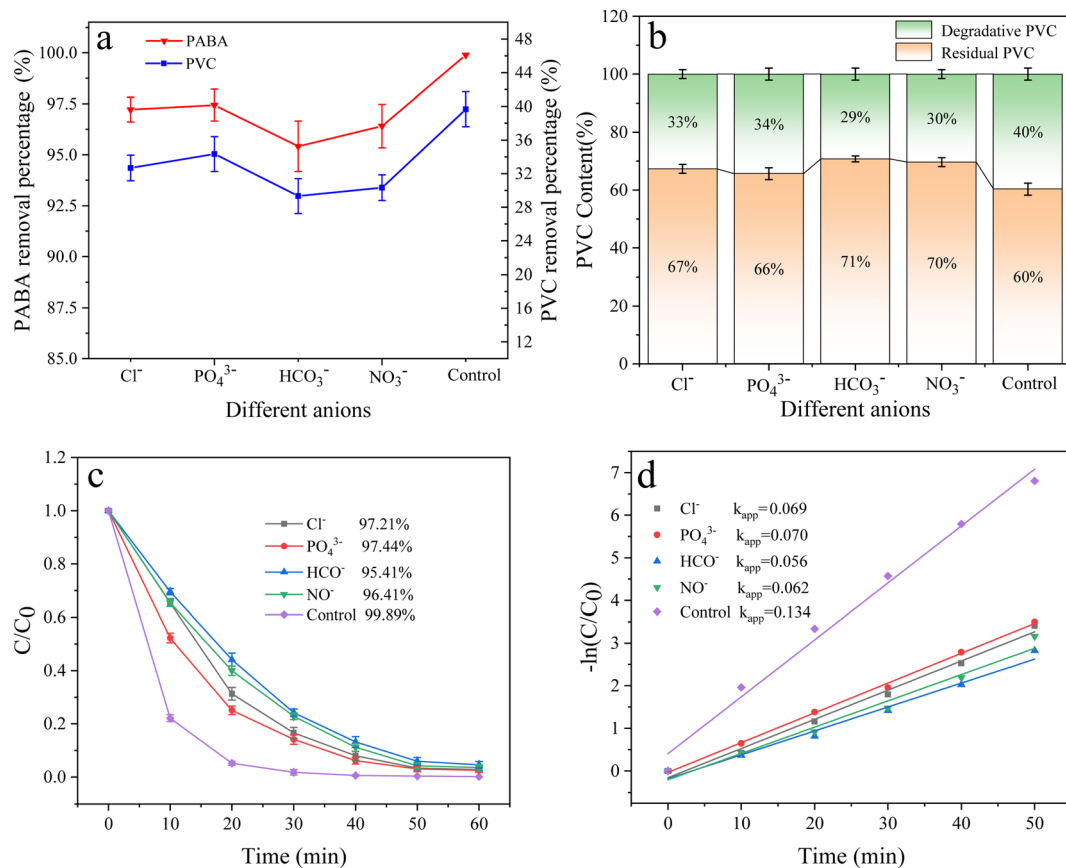 a
PABA
PVC
PABA removal percentage (%)
100.0
97.5
95.0
92.5
90.0
87.5
85.0
48
44
40
36
32
28
24
20
16
12
PVC removal percentage (%)
Cl⁻
PO₄³⁻
HCO₃⁻
NO₃⁻
Control
Different anions
b
Degradative PVC
Residual PVC
PVC Content(%)
120
100
80
60
40
20
0
33%
34%
29%
30%
40%
67%
66%
71%
70%
60%
Cl⁻
PO₄³⁻
HCO₃⁻
NO₃⁻
Control
Different anions
c
C/C₀
1.2
1.0
0.8
0.6
0.4
0.2
0.0
Cl⁻ 97.21%
PO₄³⁻ 97.44%
HCO⁻ 95.41%
NO⁻ 96.41%
Control 99.89%
0 10 20 30 40 50 60
Time (min)
d
-ln(C/C₀)
7
6
5
4
3
2
1
0
Cl⁻ kₐₚₚ=0.069
PO₄³⁻ kₐₚₚ=0.070
HCO⁻ kₐₚₚ=0.056
NO⁻ kₐₚₚ=0.062
Control kₐₚₚ=0.134
0 10 20 30 40 50
Time (min)